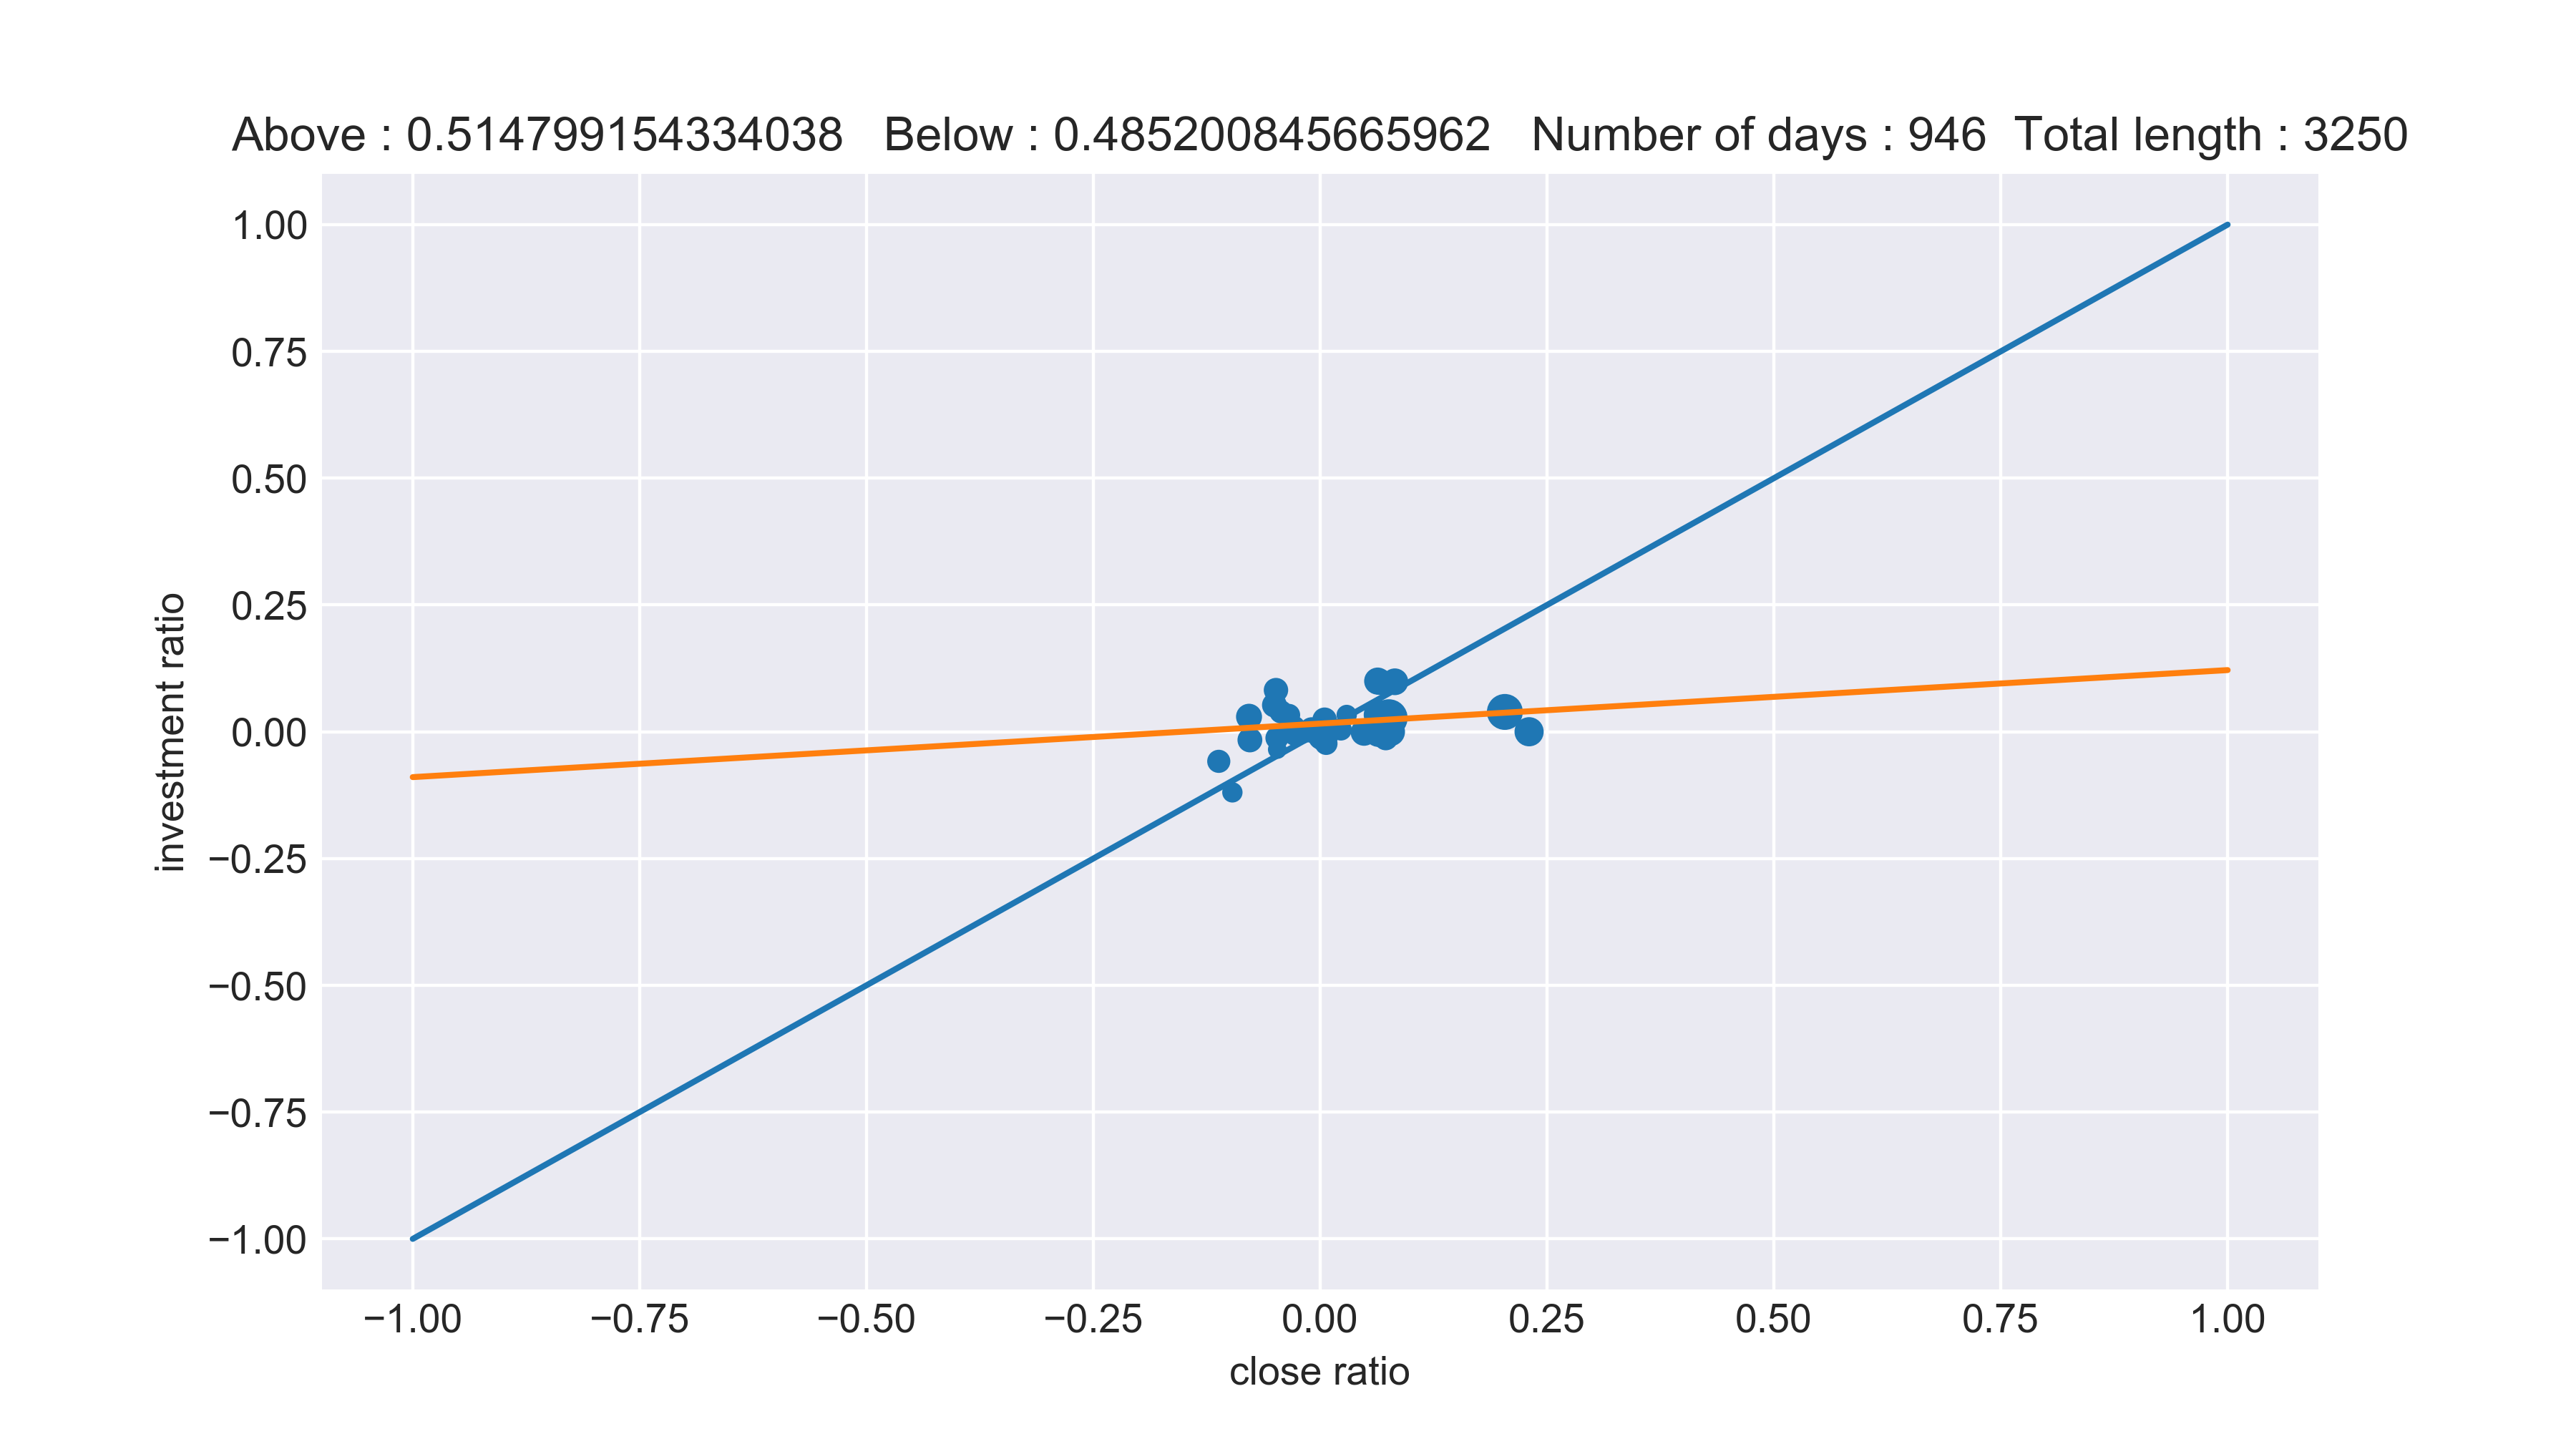 Above : 0.514799154334038   Below : 0.485200845665962   Number of days : 946  Total length : 3250
1.00
0.75
0.50
0.25
0.00
−0.25
−0.50
−0.75
−1.00
investment ratio
−1.00 −0.75 −0.50 −0.25 0.00 0.25 0.50 0.75 1.00
close ratio